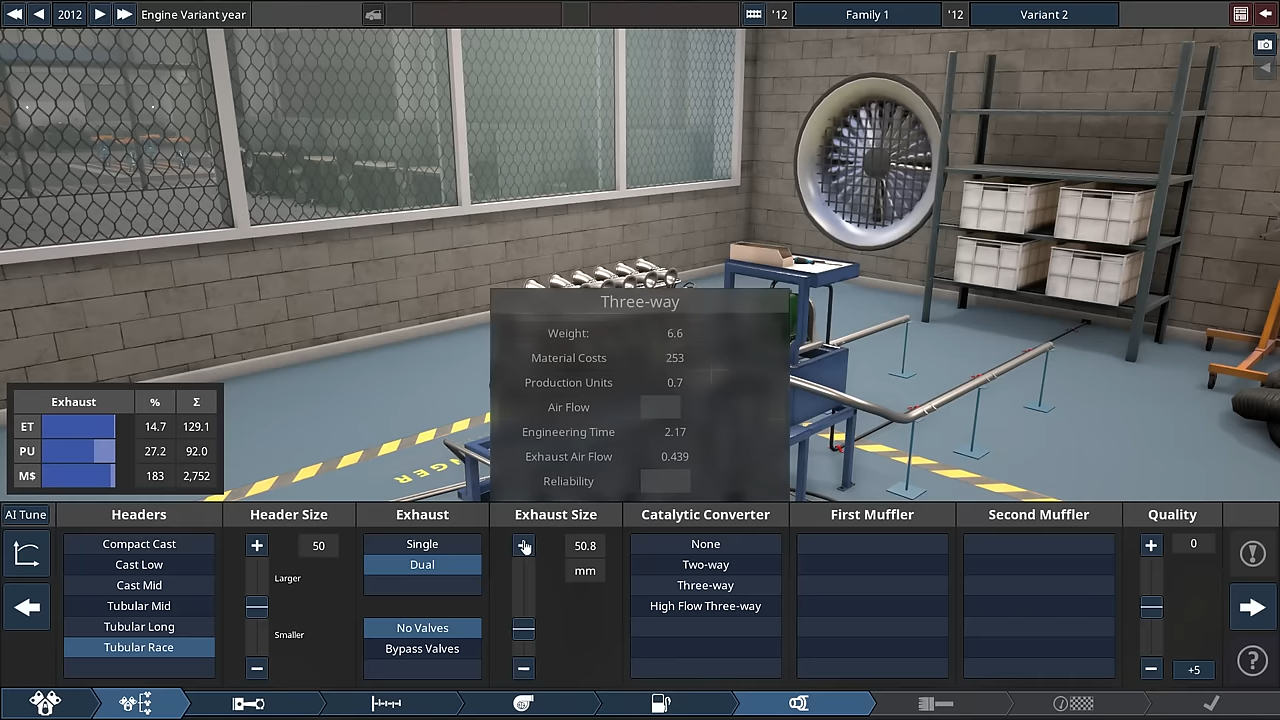 2012 Engine Variant year '12 Family 1 '12 Variant 2
DANGER
Three-way
Weight: 6.6
Material Costs 253
Production Units 0.7
Air Flow
Engineering Time 2.17
Exhaust Air Flow 0.439
Reliability
Exhaust % Σ
ET 14.7 129.1
PU 27.2 92.0
M$ 183 2,752
AI Tune
Headers
Compact Cast
Cast Low
Cast Mid
Tubular Mid
Tubular Long
Tubular Race
Header Size
+ 50
Larger
Smaller
-
Exhaust
Single
Dual
No Valves
Bypass Valves
Exhaust Size
50.8
mm
-
Catalytic Converter
None
Two-way
Three-way
High Flow Three-way
First Muffler
Second Muffler
Quality
+ 0
- +5